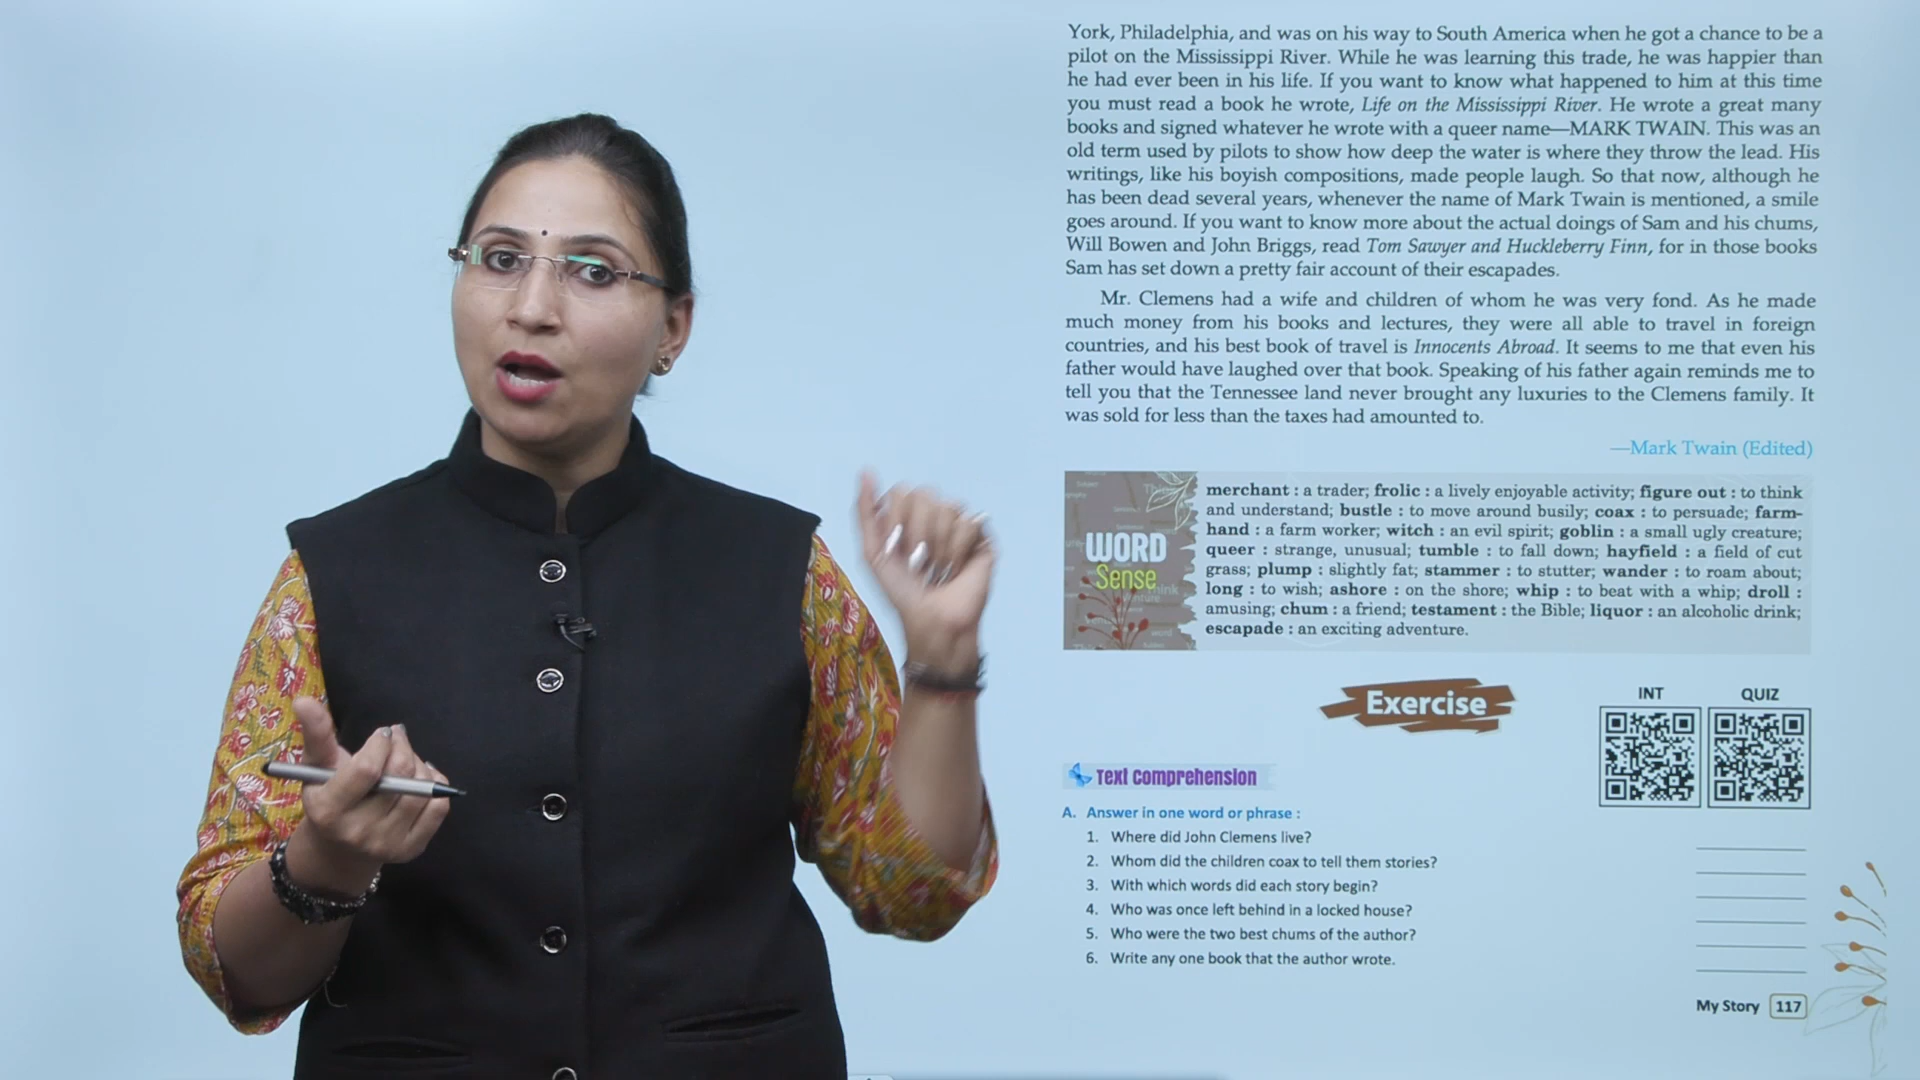 York, Philadelphia, and was on his way to South America when he got a chance to be a
pilot on the Mississippi River. While he was learning this trade, he was happier than
he had ever been in his life. If you want to know what happened to him at this time
you must read a book he wrote, Life on the Mississippi River. He wrote a great many
books and signed whatever he wrote with a queer name—MARK TWAIN. This was an
old term used by pilots to show how deep the water is where they throw the lead. His
writings, like his boyish compositions, made people laugh. So that now, although he
has been dead several years, whenever the name of Mark Twain is mentioned, a smile
goes around. If you want to know more about the actual doings of Sam and his chums,
Will Bowen and John Briggs, read Tom Sawyer and Huckleberry Finn, for in those books
Sam has set down a pretty fair account of their escapades.
Mr. Clemens had a wife and children of whom he was very fond. As he made
much money from his books and lectures, they were all able to travel in foreign
countries, and his best book of travel is Innocents Abroad. It seems to me that even his
father would have laughed over that book. Speaking of his father again reminds me to
tell you that the Tennessee land never brought any luxuries to the Clemens family. It
was sold for less than the taxes had amounted to.
—Mark Twain (Edited)
WORD
Sense
merchant : a trader; frolic : a lively enjoyable activity; figure out : to think
and understand; bustle : to move around busily; coax : to persuade; farm-
hand : a farm worker; witch : an evil spirit; goblin : a small ugly creature;
queer : strange, unusual; tumble : to fall down; hayfield : a field of cut
grass; plump : slightly fat; stammer : to stutter; wander : to roam about;
long : to wish; ashore : on the shore; whip : to beat with a whip; droll :
amusing; chum : a friend; testament : the Bible; liquor : an alcoholic drink;
escapade : an exciting adventure.
Exercise
INT QUIZ
Text Comprehension
A. Answer in one word or phrase :
1. Where did John Clemens live?
2. Whom did the children coax to tell them stories?
3. With which words did each story begin?
4. Who was once left behind in a locked house?
5. Who were the two best chums of the author?
6. Write any one book that the author wrote.
My Story 117